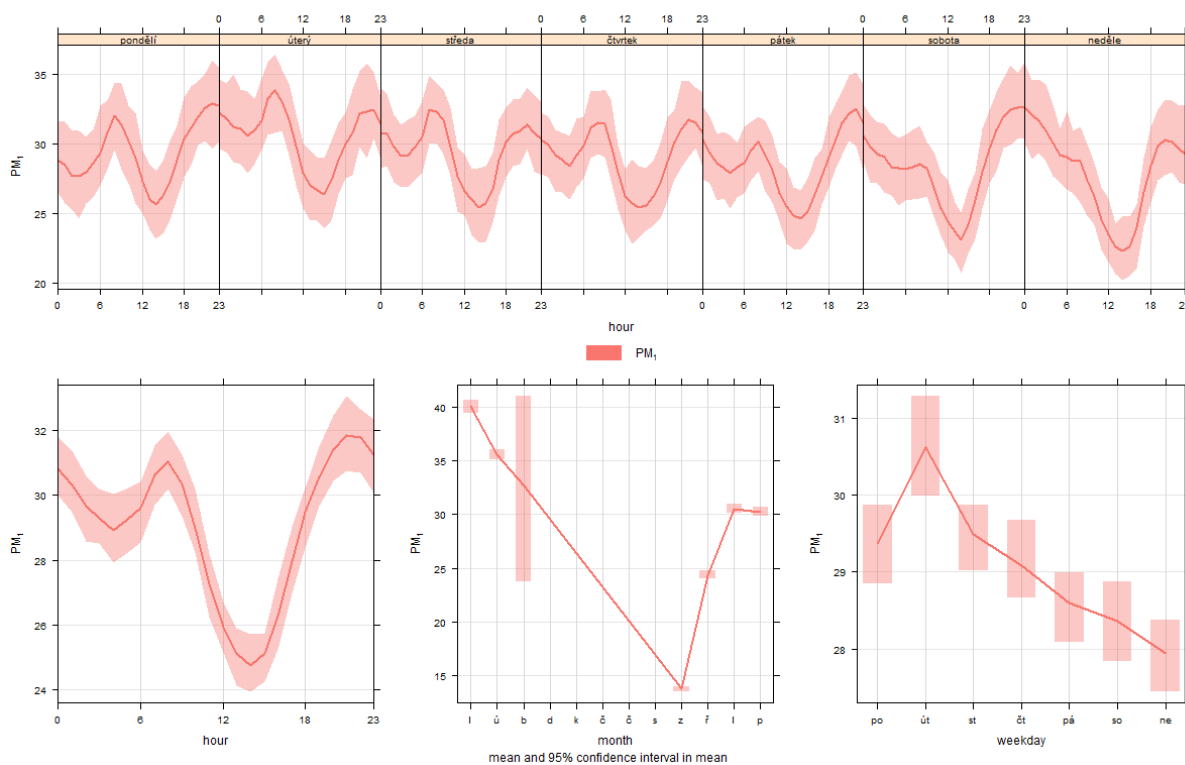 0 6 12 18 23 0 6 12 18 23 0 6 12 18 23
pondělí úterý středa čtvrtek pátek sobota neděle
35
30
25
20
PM₁
0 6 12 18 23 0 6 12 18 23 0 6 12 18 23 0 6 12 18 23
hour
PM₁
32
30
28
26
24
PM₁
0 6 12 18 23
hour
40
35
30
25
20
15
PM₁
l ú b d k č č s z ř l p
month
mean and 95% confidence interval in mean
31
30
29
28
PM₁
po út st čt pá so ne
weekday